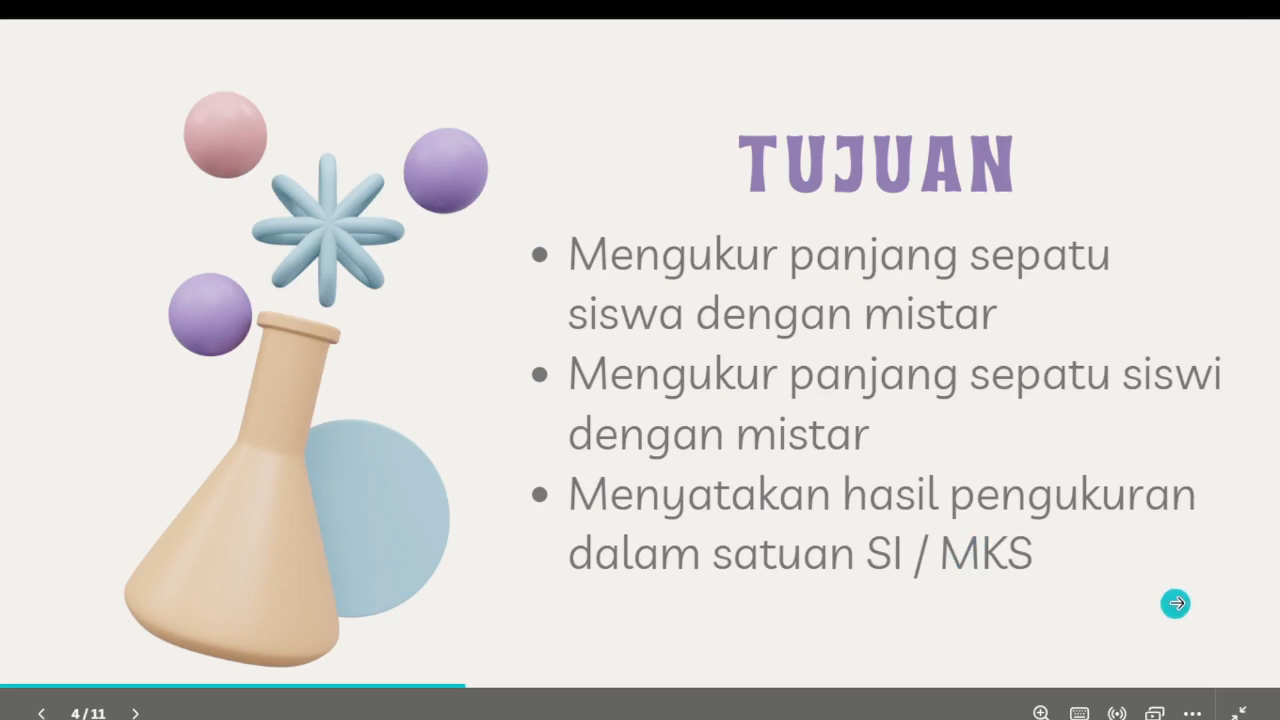 TUJUAN
• Mengukur panjang sepatu
siswa dengan mistar
• Mengukur panjang sepatu siswi
dengan mistar
• Menyatakan hasil pengukuran
dalam satuan SI / MKS
4 / 11